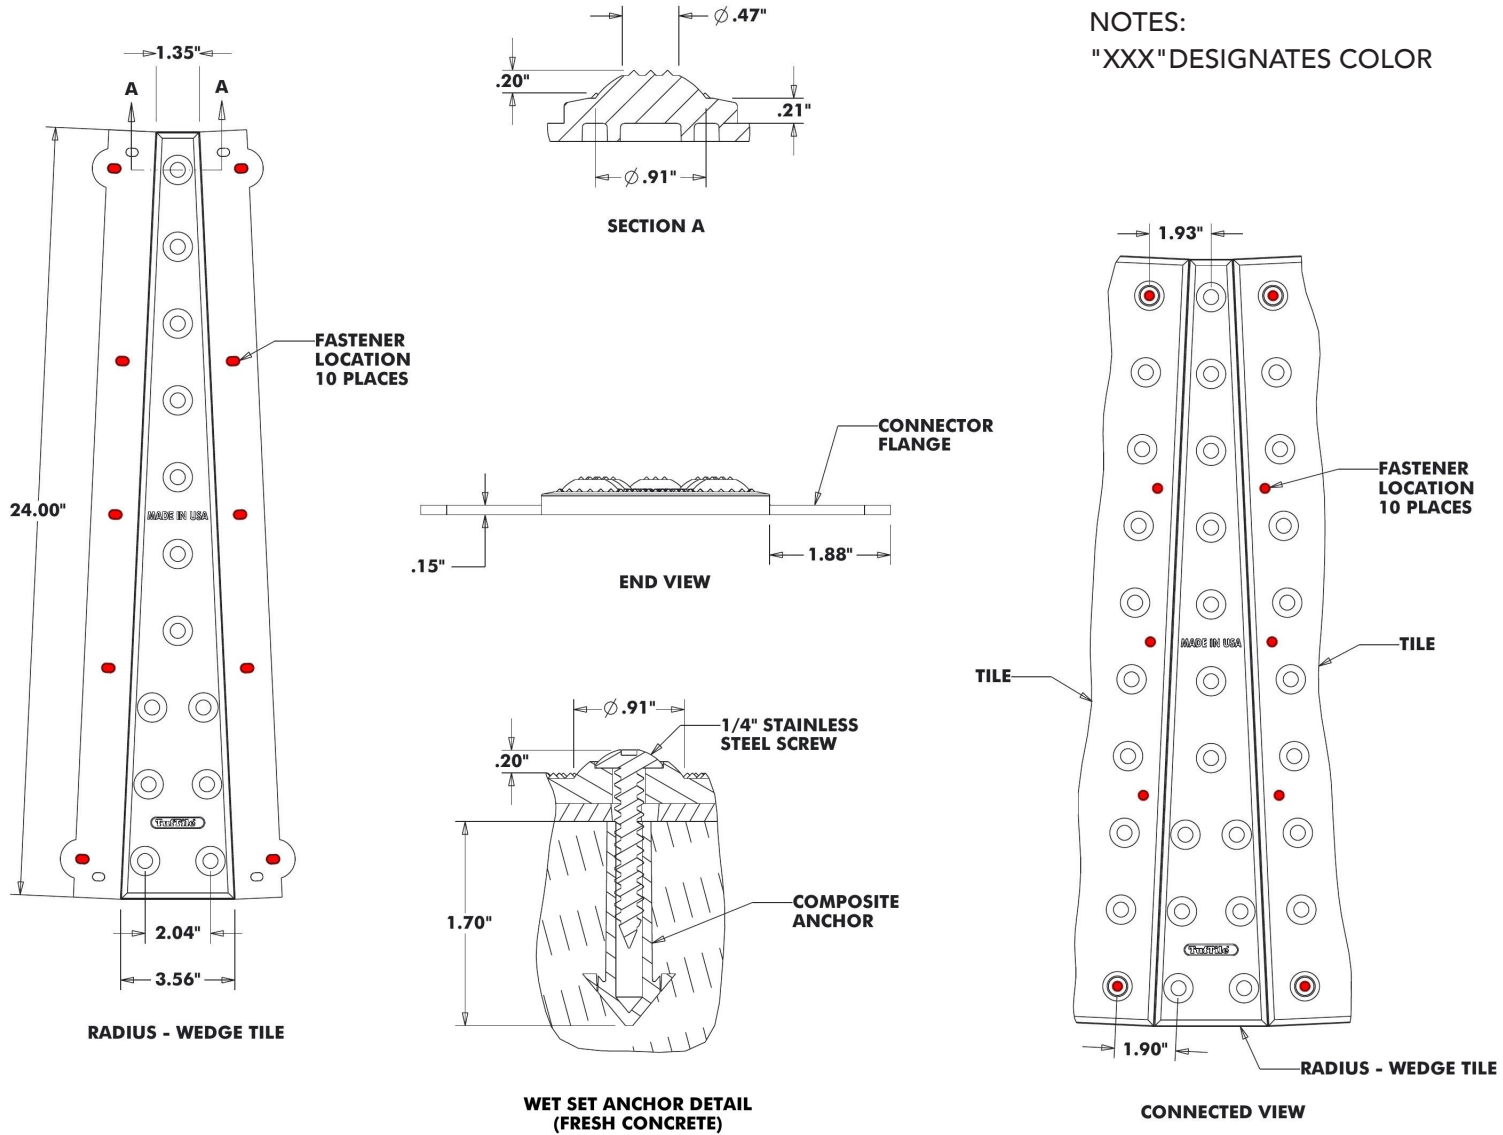 NOTES:
"XXX"DESIGNATES COLOR
1.35"
A
A
FASTENER
LOCATION
10 PLACES
24.00"
MADE IN USA
TufTile
2.04"
3.56"
RADIUS - WEDGE TILE
Ø.47"
.20"
.21"
Ø.91"
SECTION A
CONNECTOR
FLANGE
.15"
1.88"
END VIEW
Ø.91"
1/4" STAINLESS
STEEL SCREW
.20"
1.70"
COMPOSITE
ANCHOR
WET SET ANCHOR DETAIL
(FRESH CONCRETE)
1.93"
FASTENER
LOCATION
10 PLACES
MADE IN USA
TILE
TILE
TufTile
1.90"
RADIUS - WEDGE TILE
CONNECTED VIEW